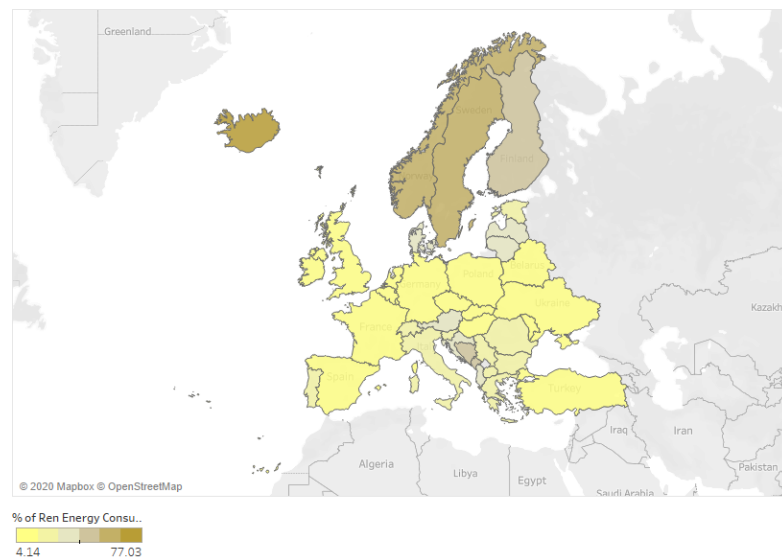 Greenland
Sweden
Norway
Finland
Poland
Belarus
Germany
Ukraine
Kazakh
France
Spain
Turkey
Iraq
Iran
Algeria
Libya
Egypt
Pakistan
Saudi Arabia
© 2020 Mapbox © OpenStreetMap
% of Ren Energy Consu..
4.14 77.03